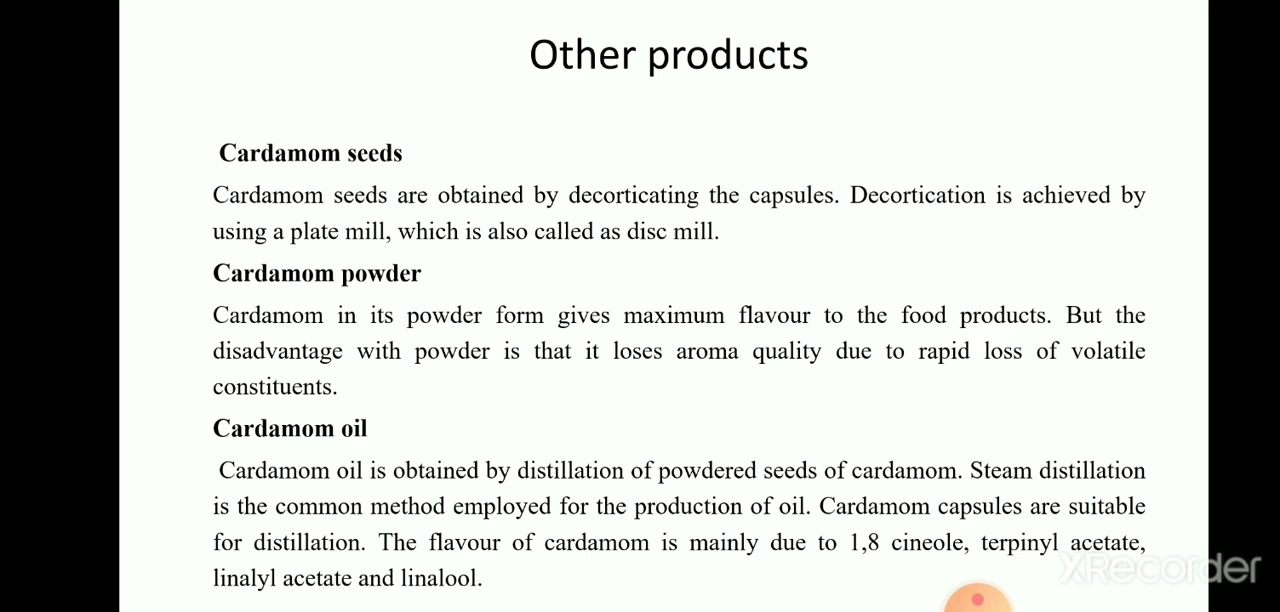 Other products
Cardamom seeds
Cardamom seeds are obtained by decorticating the capsules. Decortication is achieved by
using a plate mill, which is also called as disc mill.
Cardamom powder
Cardamom in its powder form gives maximum flavour to the food products. But the
disadvantage with powder is that it loses aroma quality due to rapid loss of volatile
constituents.
Cardamom oil
Cardamom oil is obtained by distillation of powdered seeds of cardamom. Steam distillation
is the common method employed for the production of oil. Cardamom capsules are suitable
for distillation. The flavour of cardamom is mainly due to 1,8 cineole, terpinyl acetate,
linalyl acetate and linalool.
XRecorder